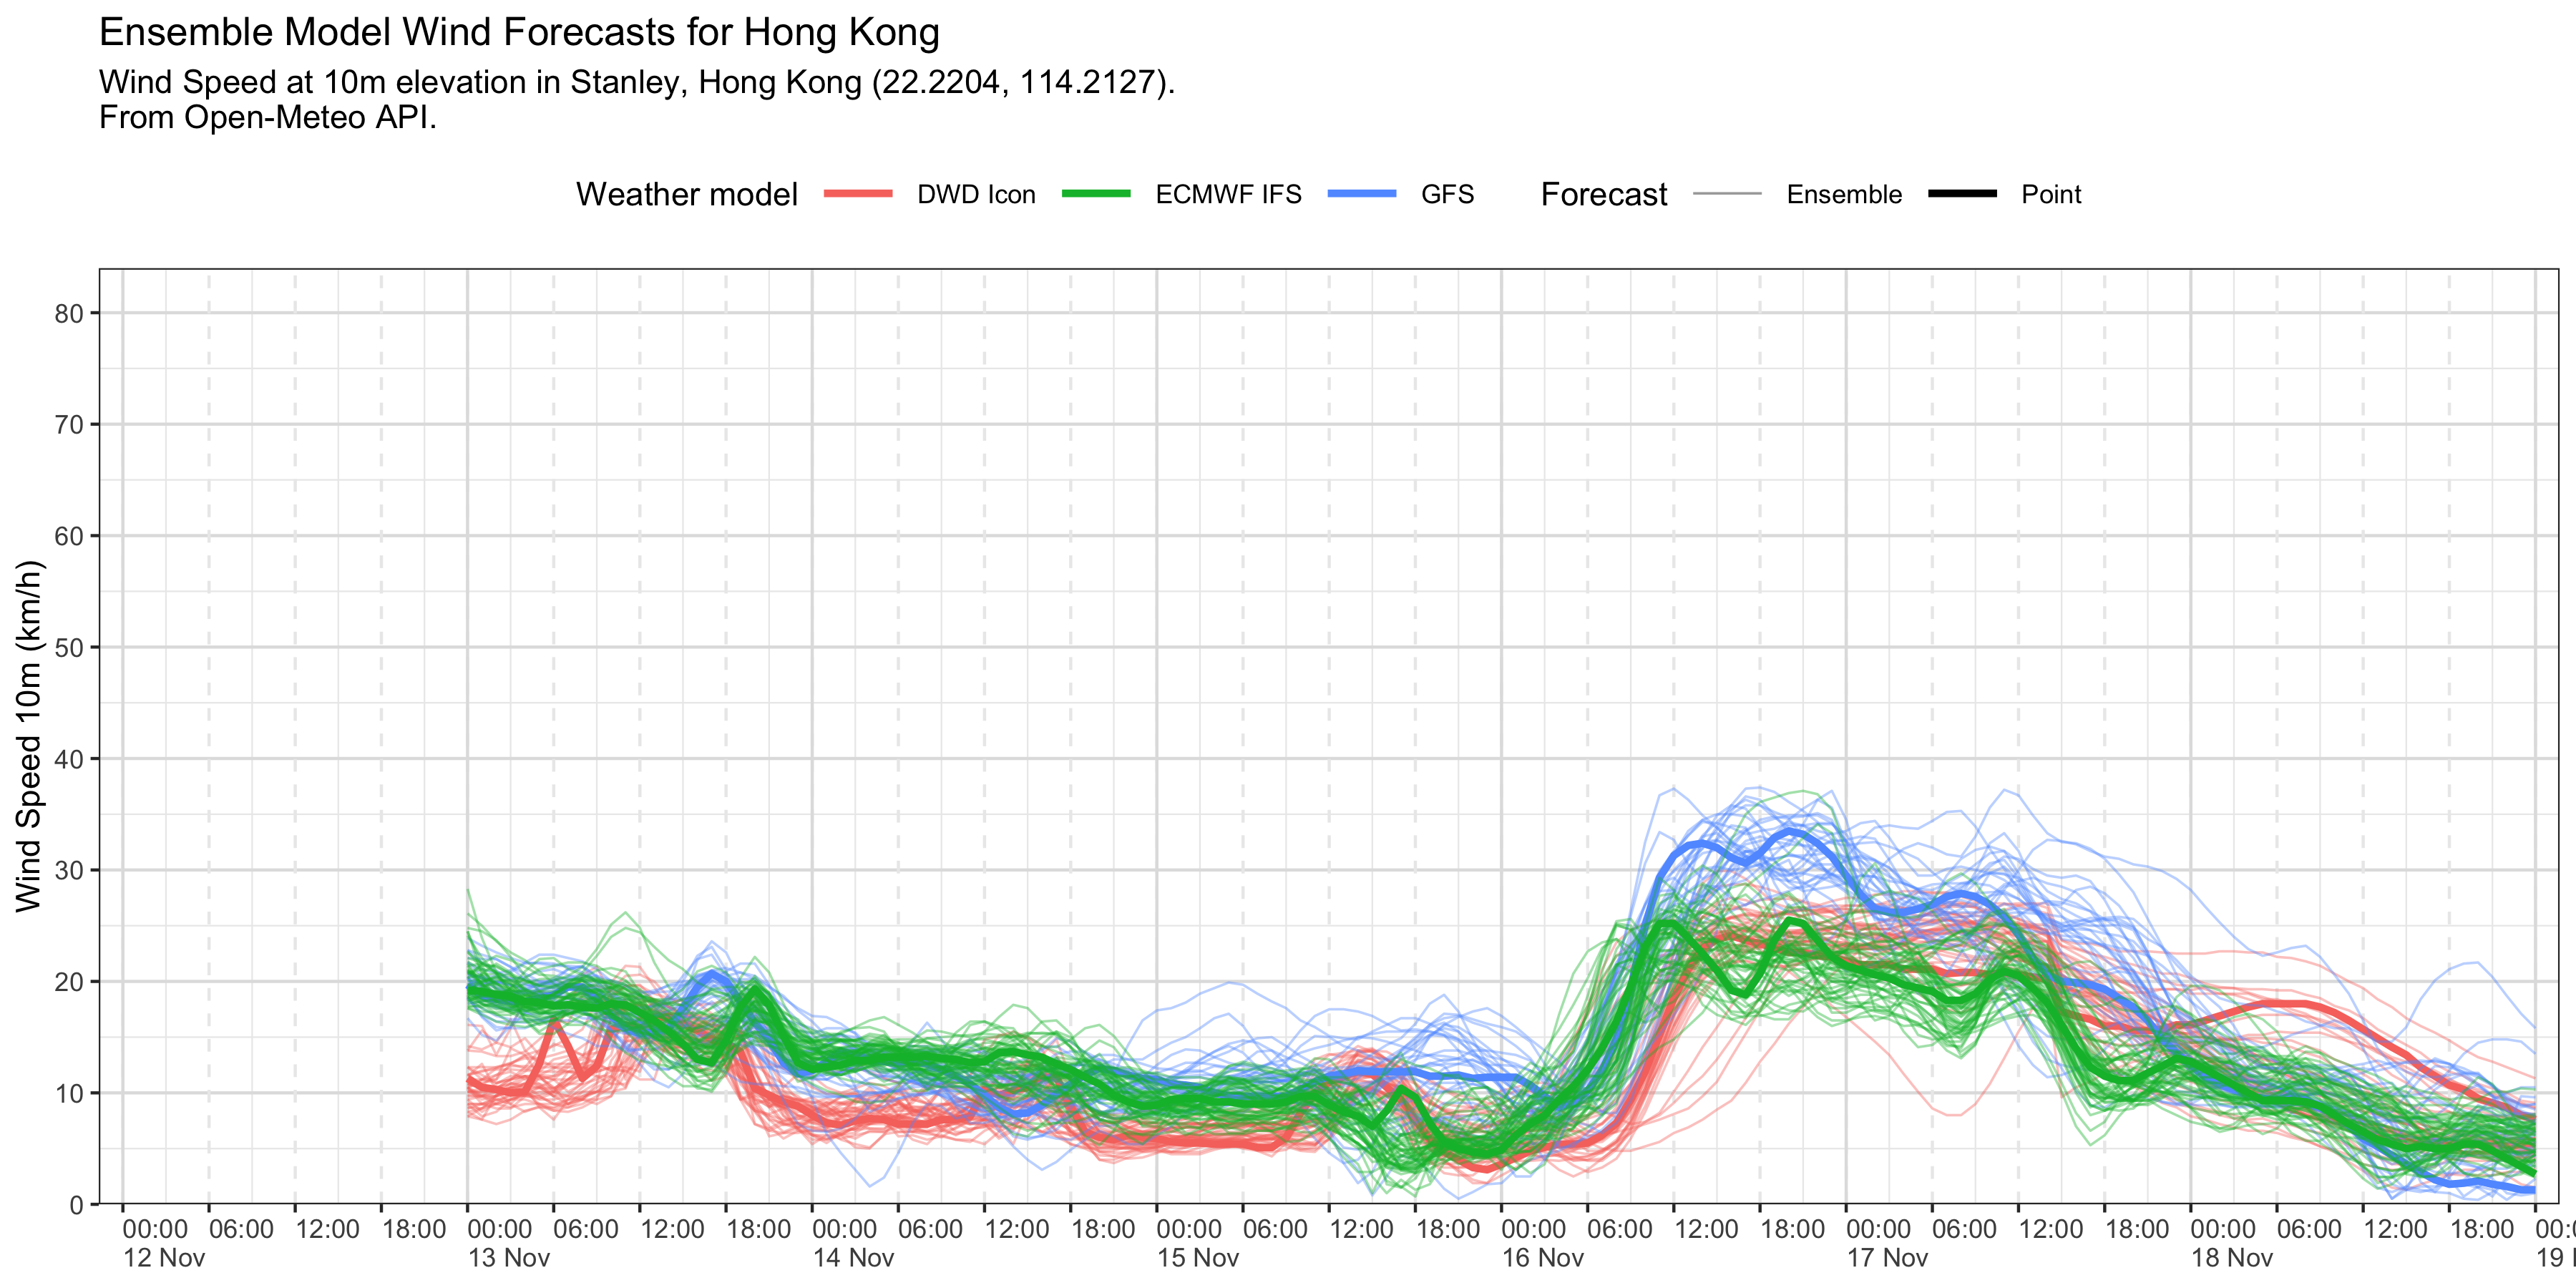 Ensemble Model Wind Forecasts for Hong Kong
Wind Speed at 10m elevation in Stanley, Hong Kong (22.2204, 114.2127).
From Open-Meteo API.
Weather model DWD Icon ECMWF IFS GFS Forecast Ensemble Point
Wind Speed 10m (km/h)
80
70
60
50
40
30
20
10
0
00:00 06:00 12:00 18:00 00:00 06:00 12:00 18:00 00:00 06:00 12:00 18:00 00:00 06:00 12:00 18:00 00:00 06:00 12:00 18:00 00:00 06:00 12:00 18:00 00:00 06:00 12:00 18:00
12 Nov 13 Nov 14 Nov 15 Nov 16 Nov 17 Nov 18 Nov 19